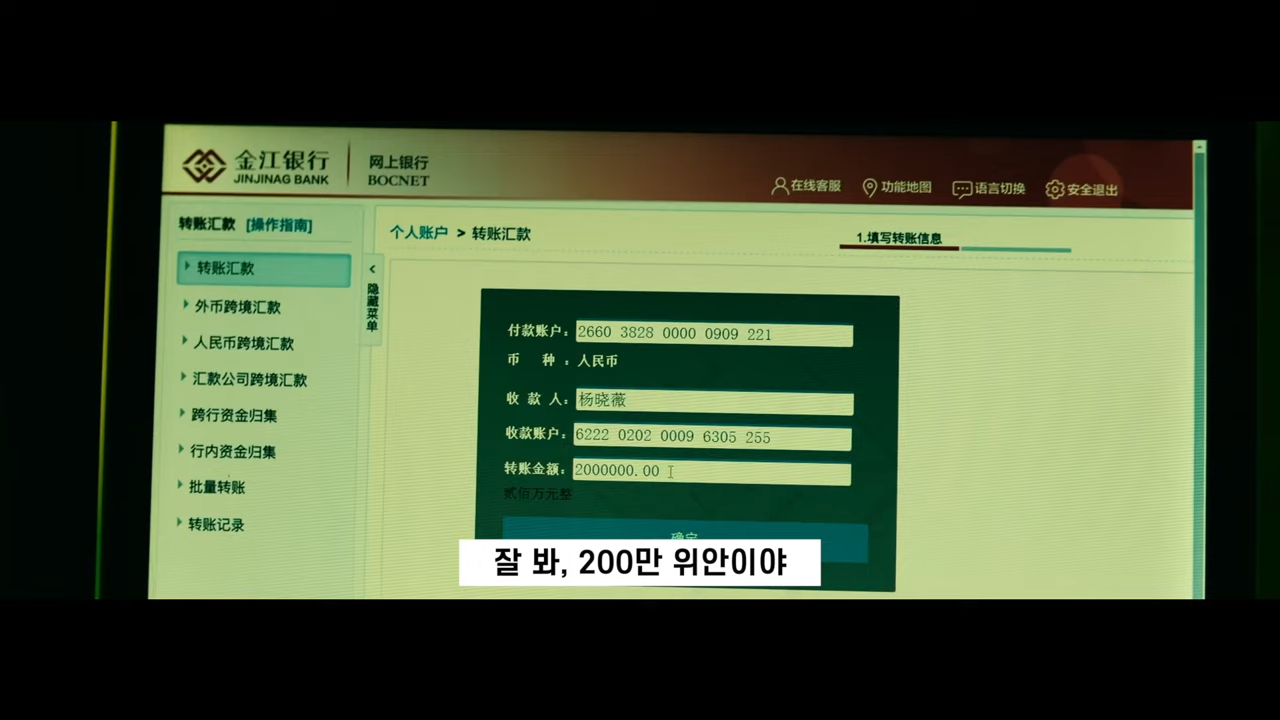 金江银行
JINJINAG BANK
网上银行
BOCNET
在线客服
功能地图
语言切换
安全退出
转账汇款 [操作指南]
个人账户 > 转账汇款
1.填写转账信息
转账汇款
外币跨境汇款
人民币跨境汇款
汇款公司跨境汇款
跨行资金归集
行内资金归集
批量转账
转账记录
< 隐藏菜单
付款账户: 2660 3828 0000 0909 221
币 种 : 人民币
收 款 人: 杨晓薇
收款账户: 6222 0202 0009 6305 255
转账金额: 2000000.00
贰佰万元整
确定
잘 봐, 200만 위안이야